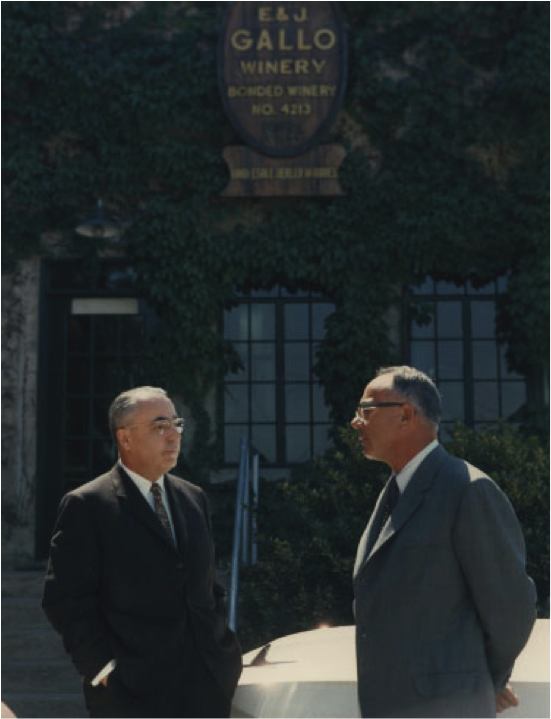 E.& J.
GALLO
WINERY
BONDED WINERY
NO. 4213